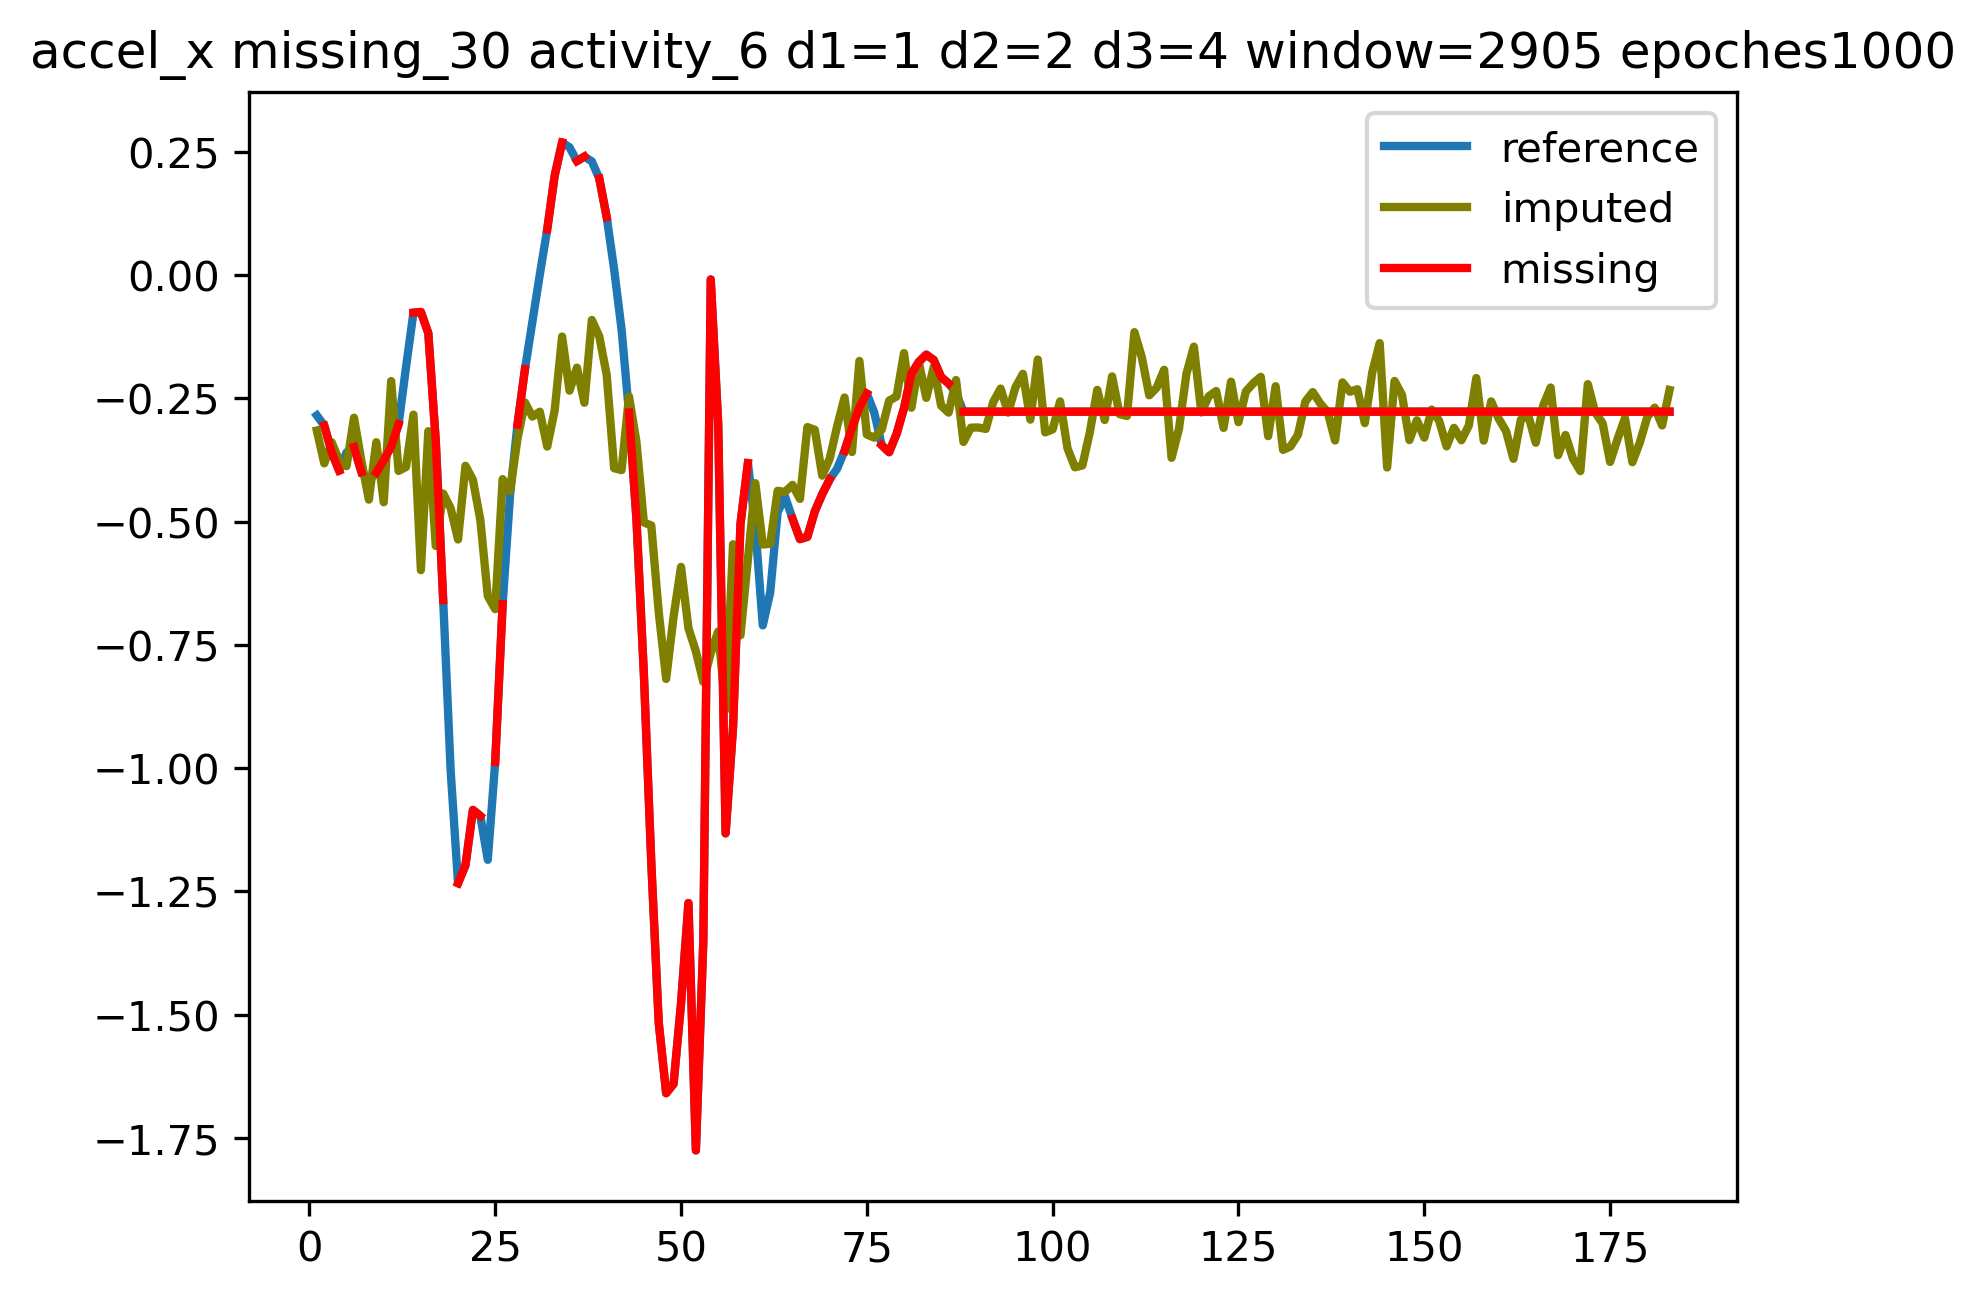 accel_x missing_30 activity_6 d1=1 d2=2 d3=4 window=2905 epoches1000
reference
imputed
missing
0.25
0.00
−0.25
−0.50
−0.75
−1.00
−1.25
−1.50
−1.75
0 25 50 75 100 125 150 175